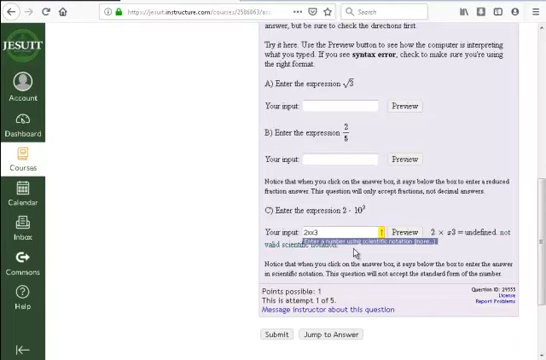 https://jesuit.instructure.com/courses/2586863/
Search
JESUIT
Account
Dashboard
Courses
Calendar
Inbox
Commons
Help
answer, but be sure to check the directions first.
Try it here. Use the Preview button to see how the computer is interpreting
what you typed. If you see syntax error, check to make sure you're using
the right format.
A) Enter the expression √3
Your input: Preview
B) Enter the expression 2/5
Your input: Preview
Notice that when you click on the answer box, it says below the box to enter a reduced
fraction answer. This question will only accept fractions, not decimal answers.
C) Enter the expression 2 · 10³
Your input: 2xx3 ! Preview 2 × x3 = undefined. not
valid scientific notation
Enter a number using scientific notation [more...]
Notice that when you click on the answer box, it says below the box to enter the answer
in scientific notation. This question will not accept the standard form of the number.
Points possible: 1
This is attempt 1 of 5.
Message instructor about this question
Question ID: 29555
License
Report Problems
Submit
Jump to Answer